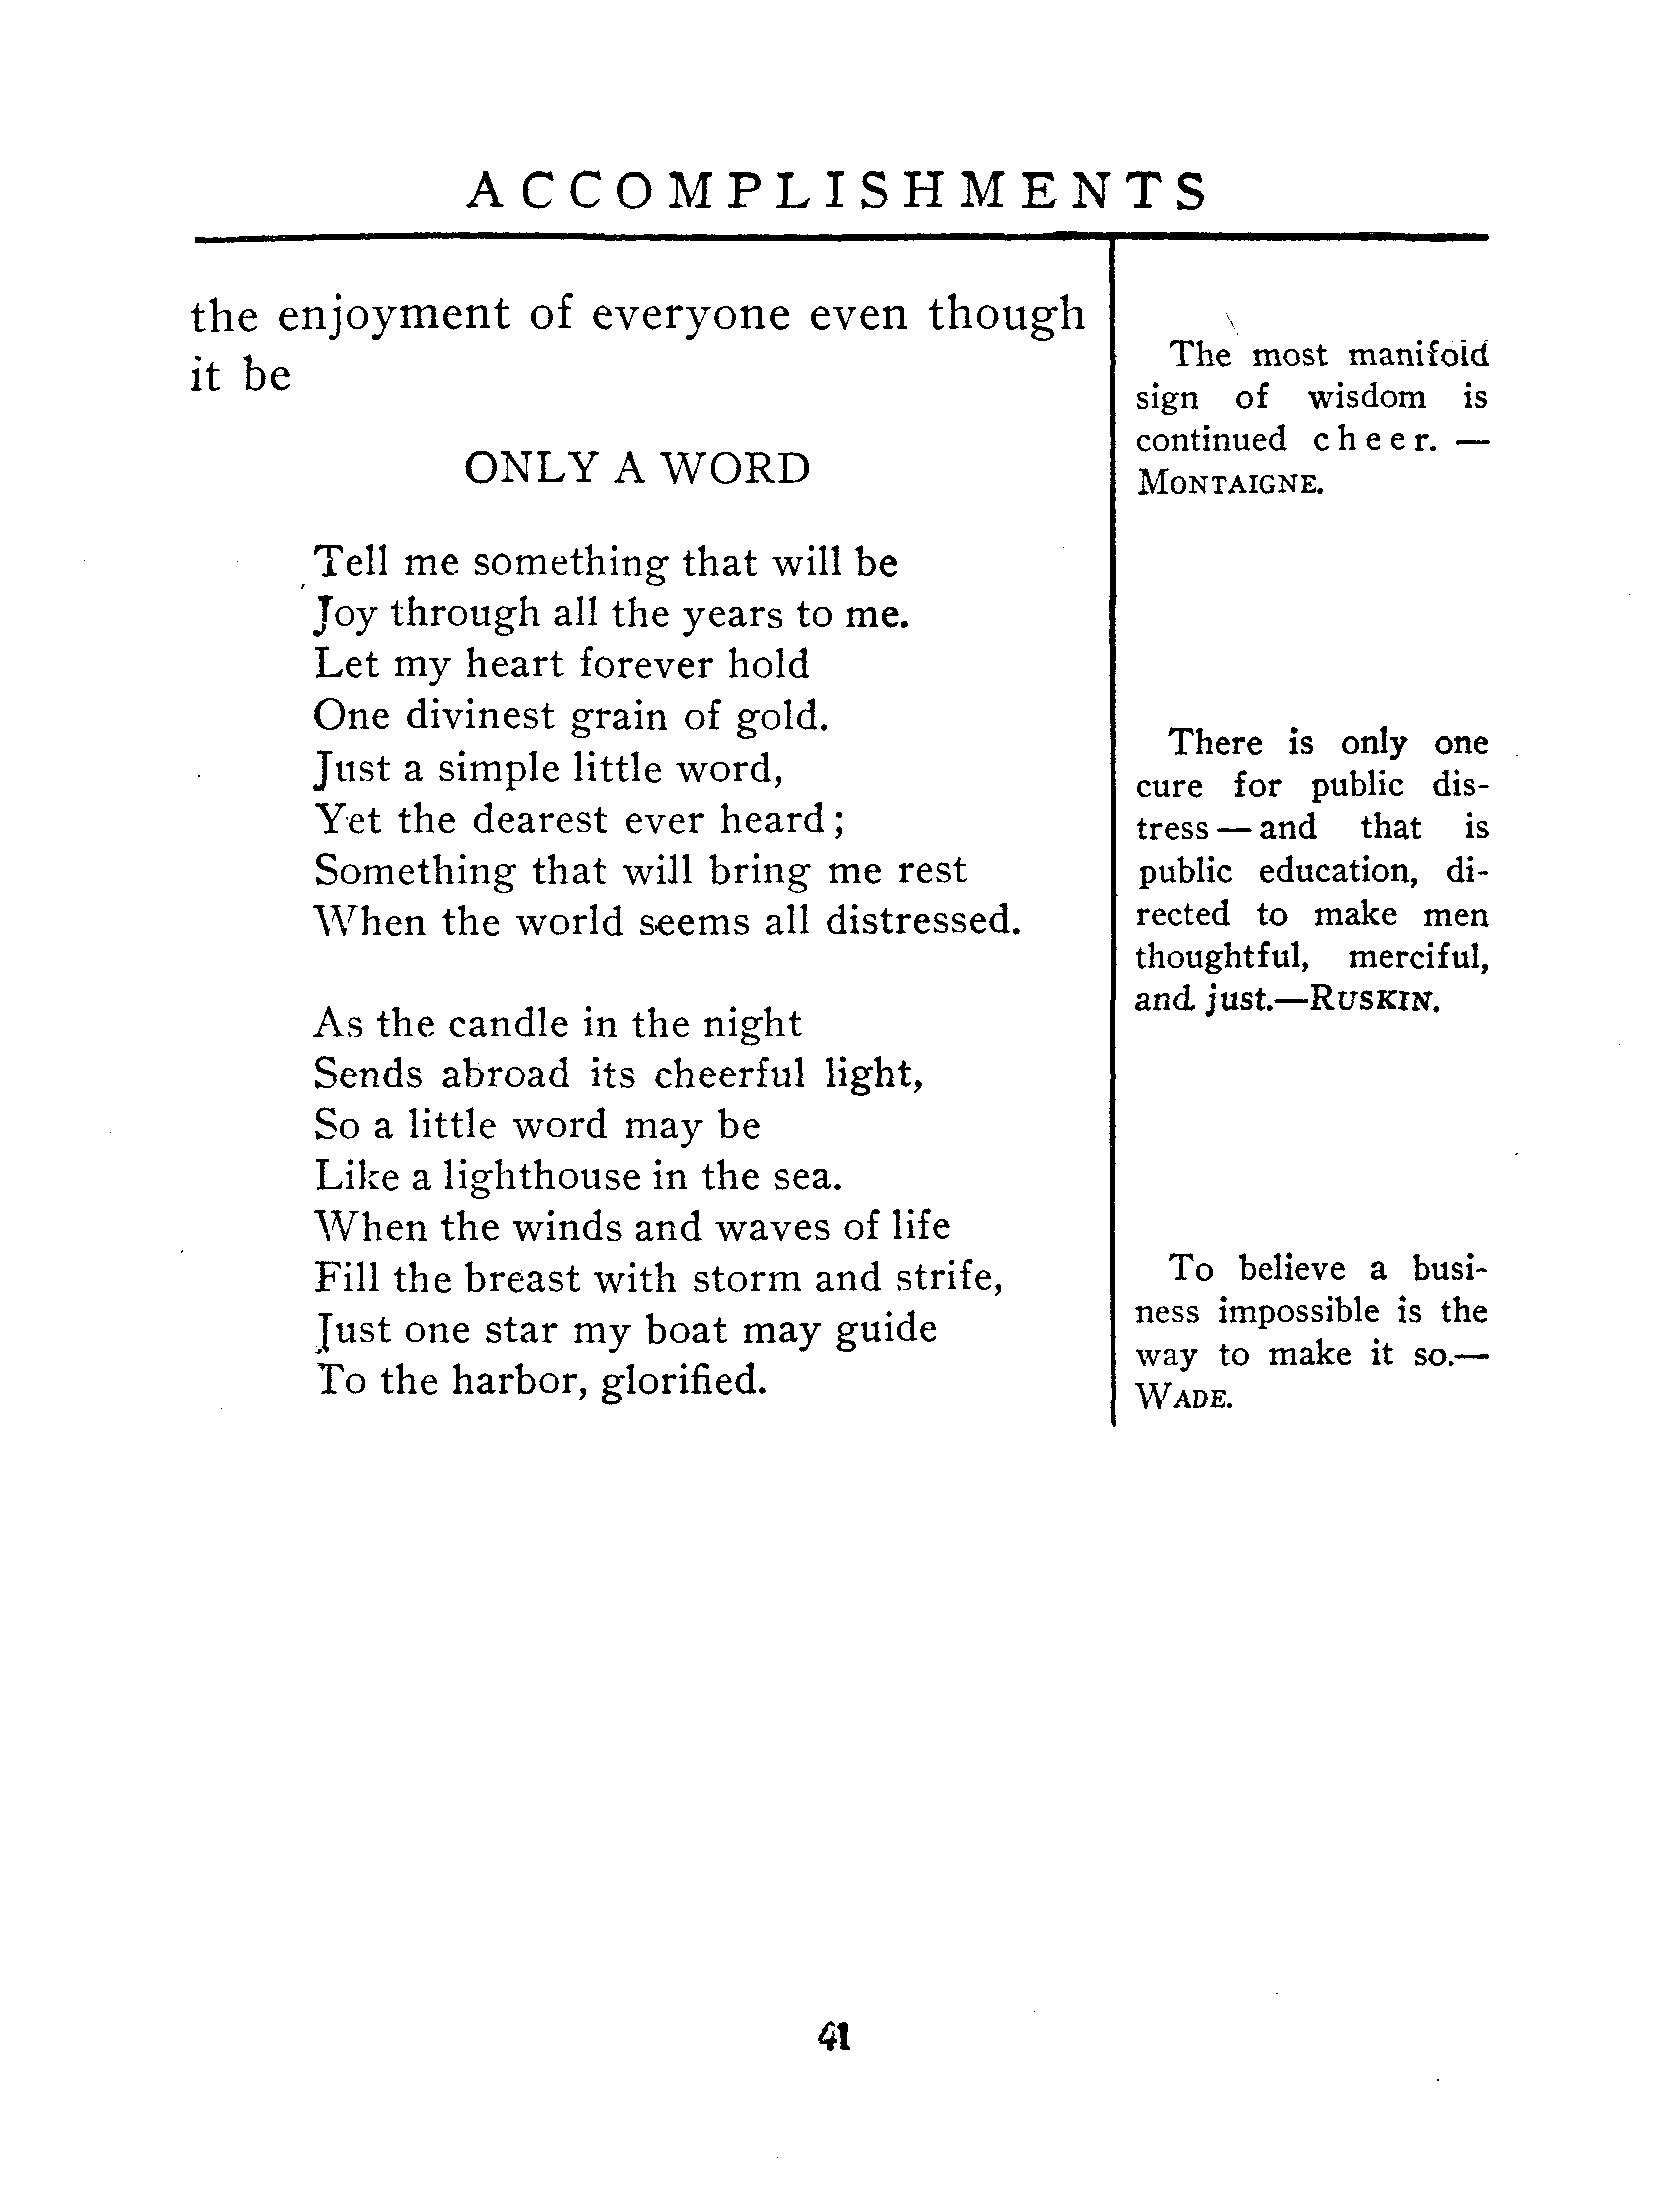 ACCOMPLISHMENTS
the enjoyment of everyone even though
it be
ONLY A WORD
Tell me something that will be
Joy through all the years to me.
Let my heart forever hold
One divinest grain of gold.
Just a simple little word,
Yet the dearest ever heard;
Something that will bring me rest
When the world seems all distressed.
As the candle in the night
Sends abroad its cheerful light,
So a little word may be
Like a lighthouse in the sea.
When the winds and waves of life
Fill the breast with storm and strife,
Just one star my boat may guide
To the harbor, glorified.
The most manifold
sign of wisdom is
continued cheer. —
MONTAIGNE.
There is only one
cure for public dis-
tress — and that is
public education, di-
rected to make men
thoughtful, merciful,
and just.—RUSKIN.
To believe a busi-
ness impossible is the
way to make it so.—
WADE.
41